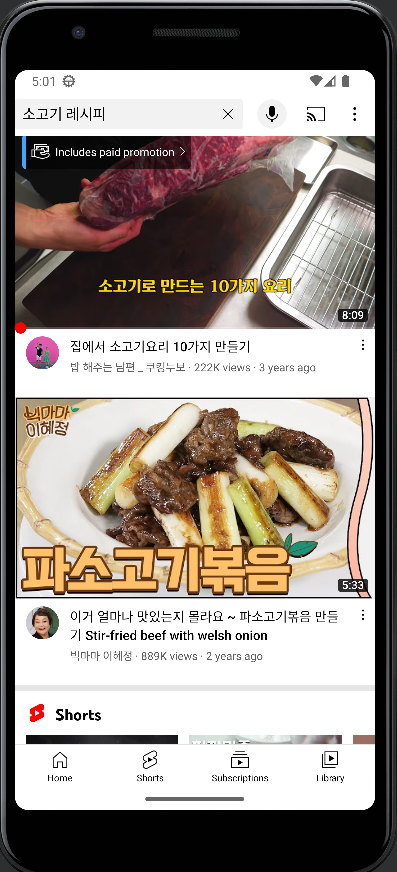 5:01
소고기 레시피
Includes paid promotion
소고기로 만드는 10가지 요리
8:09
집에서 소고기요리 10가지 만들기
밥 해주는 남편 _ 쿠킹누보 · 222K views · 3 years ago
빅마마
이혜정
파소고기볶음
5:33
이거 얼마나 맛있는지 몰라요 ~ 파소고기볶음 만들
기 Stir-fried beef with welsh onion
빅마마 이혜정 · 889K views · 2 years ago
Shorts
Home Shorts Subscriptions Library